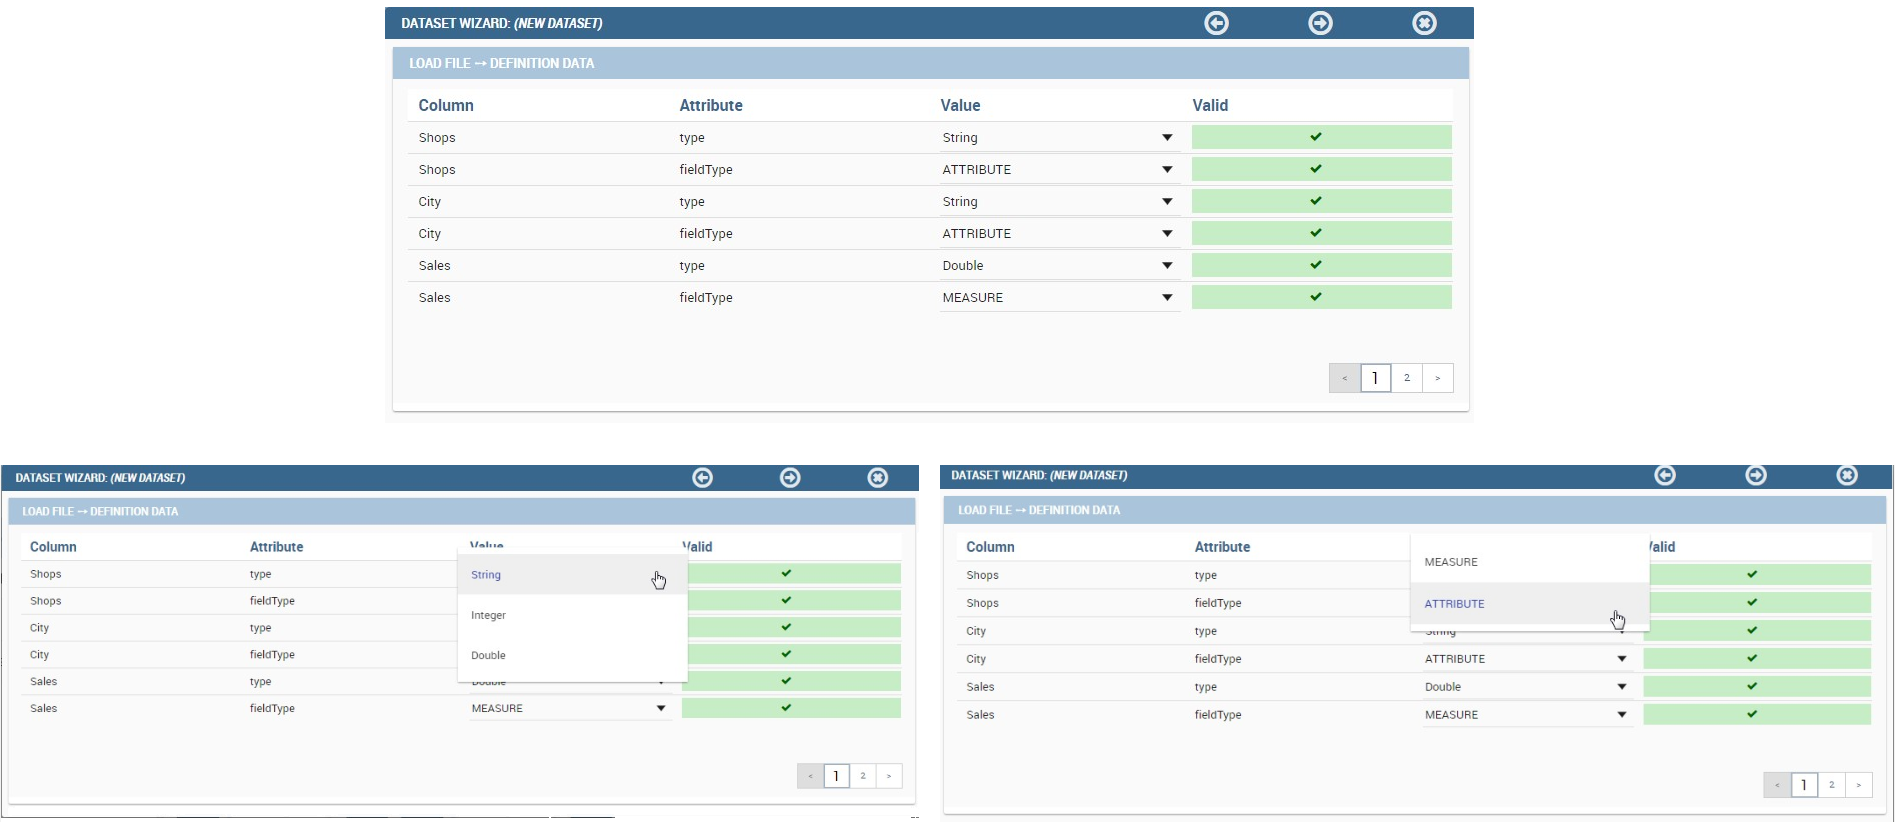 DATASET WIZARD: (NEW DATASET)
LOAD FILE → DEFINITION DATA
Column Attribute Value Valid
Shops type String
Shops fieldType ATTRIBUTE
City type String
City fieldType ATTRIBUTE
Sales type Double
Sales fieldType MEASURE
< 1 2 >
DATASET WIZARD: (NEW DATASET)
LOAD FILE → DEFINITION DATA
Column Attribute Value Valid
Shops type String
Shops fieldType Integer
City type
City fieldType Double
Sales type Double
Sales fieldType MEASURE
< 1 2 >
DATASET WIZARD: (NEW DATASET)
LOAD FILE → DEFINITION DATA
Column Attribute alid
MEASURE
Shops type
Shops fieldType ATTRIBUTE
City type String
City fieldType ATTRIBUTE
Sales type Double
Sales fieldType MEASURE
< 1 2 >